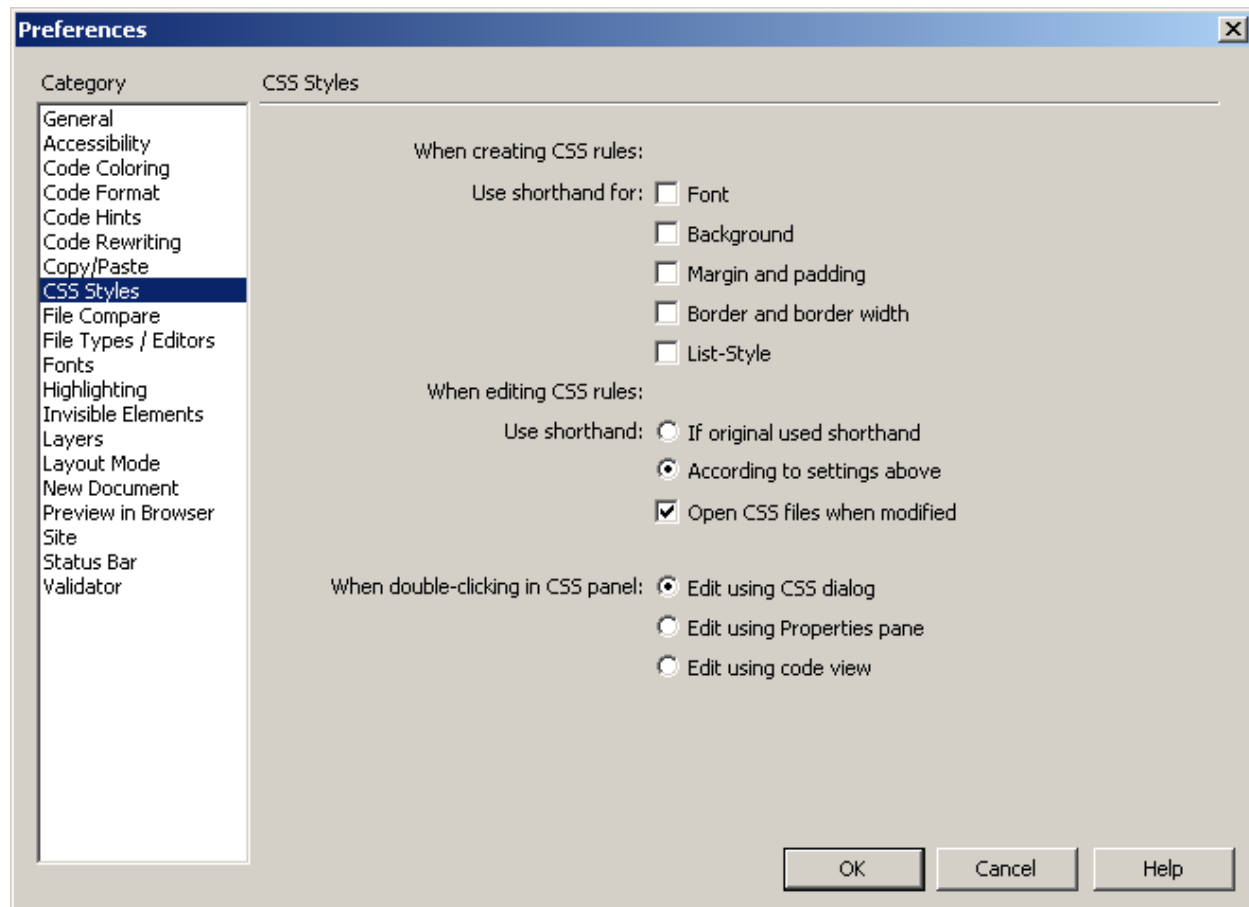 Preferences
Category
General
Accessibility
Code Coloring
Code Format
Code Hints
Code Rewriting
Copy/Paste
CSS Styles
File Compare
File Types / Editors
Fonts
Highlighting
Invisible Elements
Layers
Layout Mode
New Document
Preview in Browser
Site
Status Bar
Validator
CSS Styles
When creating CSS rules:
Use shorthand for: Font
Background
Margin and padding
Border and border width
List-Style
When editing CSS rules:
Use shorthand: If original used shorthand
According to settings above
Open CSS files when modified
When double-clicking in CSS panel: Edit using CSS dialog
Edit using Properties pane
Edit using code view
OK Cancel Help